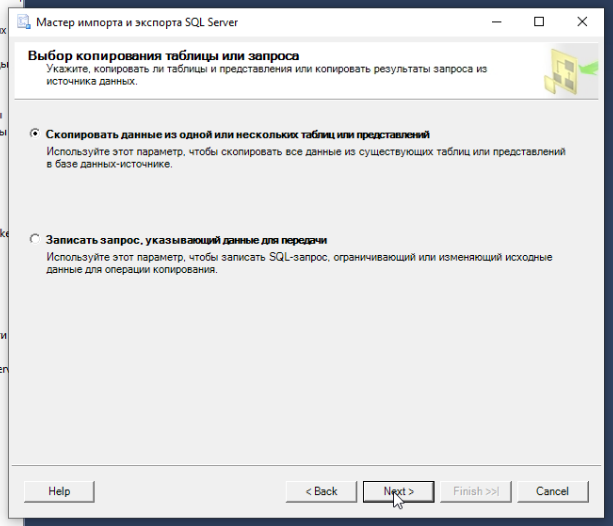 Мастер импорта и экспорта SQL Server
Выбор копирования таблицы или запроса
Укажите, копировать ли таблицы и представления или копировать результаты запроса из
источника данных.
Скопировать данные из одной или нескольких таблиц или представлений
Используйте этот параметр, чтобы скопировать все данные из существующих таблиц или представлений
в базе данных-источнике.
Записать запрос, указывающий данные для передачи
Используйте этот параметр, чтобы записать SQL-запрос, ограничивающий или изменяющий исходные
данные для операции копирования.
Help
< Back
Next >
Finish >>|
Cancel